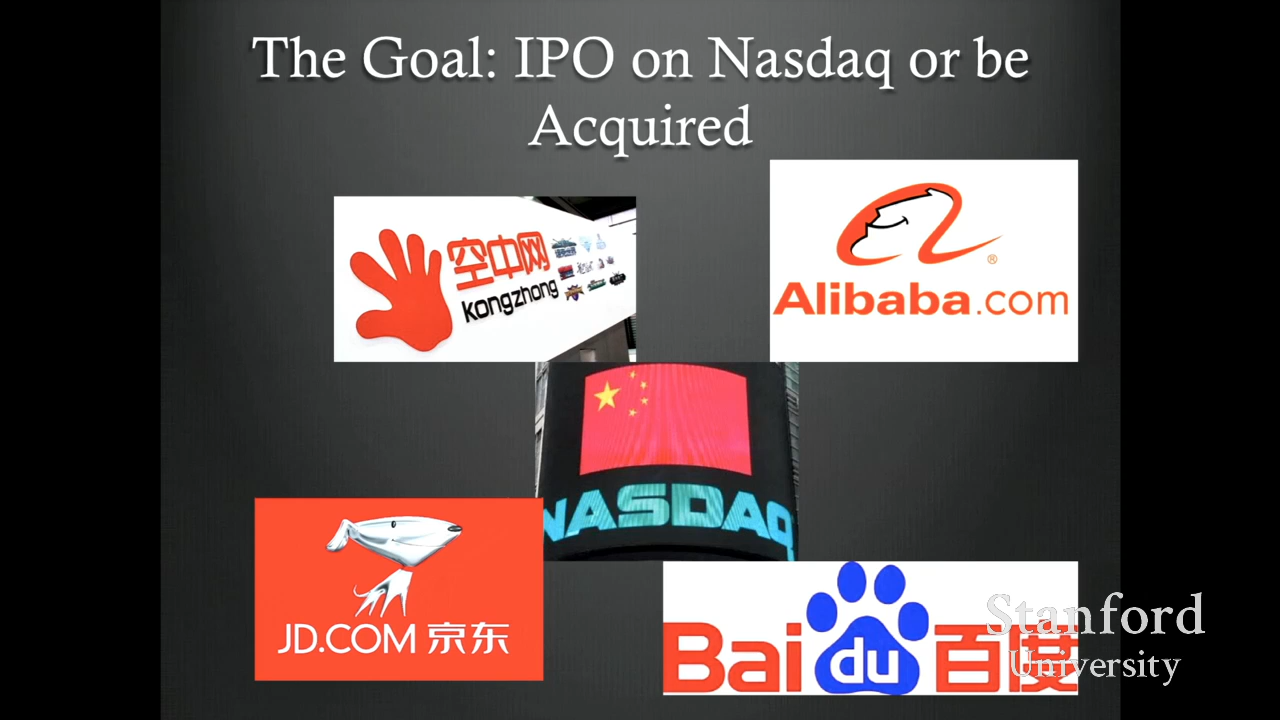 The Goal: IPO on Nasdaq or be
Acquired
空中网
kongzhong
Alibaba.com
®
NASDAQ
JD.COM 京东
Bai du 百度
Stanford
University